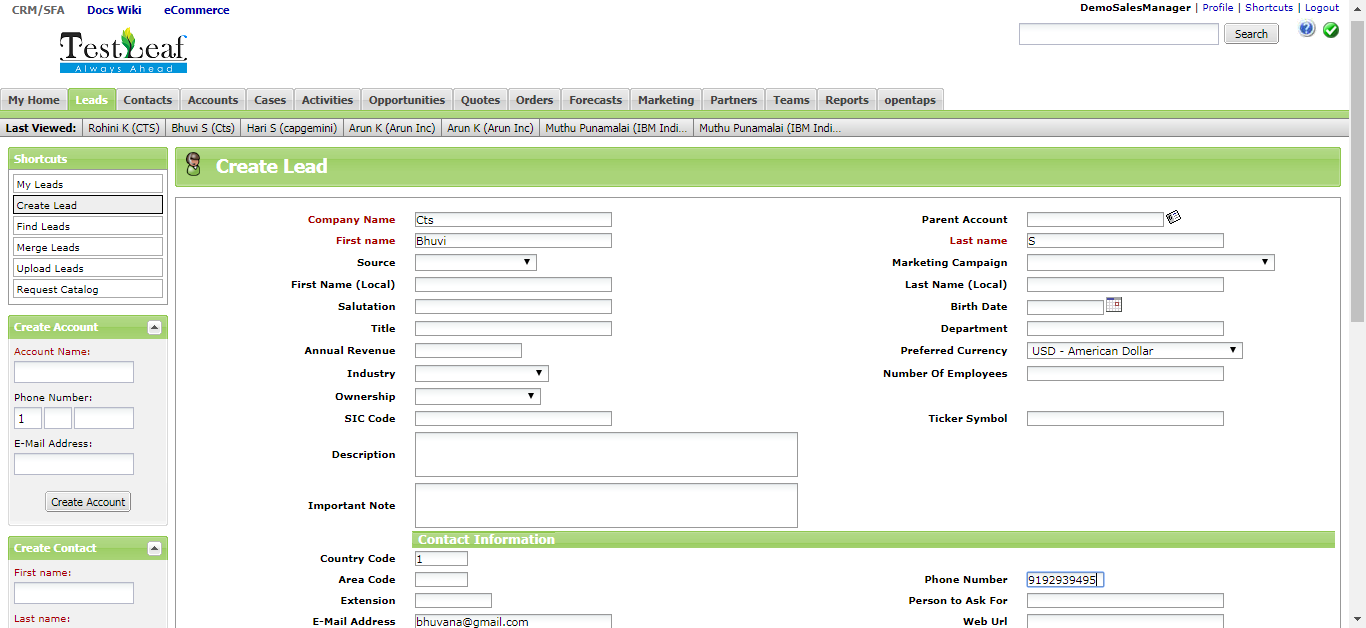 CRM/SFA Docs Wiki eCommerce
DemoSalesManager | Profile | Shortcuts | Logout
TestLeaf
Always Ahead
Search
My Home Leads Contacts Accounts Cases Activities Opportunities Quotes Orders Forecasts Marketing Partners Teams Reports opentaps
Last Viewed: Rohini K (CTS) Bhuvi S (Cts) Hari S (capgemini) Arun K (Arun Inc) Arun K (Arun Inc) Muthu Punamalai (IBM Indi... Muthu Punamalai (IBM Indi...
Shortcuts
My Leads
Create Lead
Find Leads
Merge Leads
Upload Leads
Request Catalog
Create Account
Account Name:
Phone Number:
1
E-Mail Address:
Create Account
Create Contact
First name:
Last name:
Create Lead
Company Name Cts Parent Account
First name Bhuvi Last name S
Source Marketing Campaign
First Name (Local) Last Name (Local)
Salutation Birth Date
Title Department
Annual Revenue Preferred Currency USD - American Dollar
Industry Number Of Employees
Ownership
SIC Code Ticker Symbol
Description
Important Note
Contact Information
Country Code 1
Area Code Phone Number 9192939495
Extension Person to Ask For
E-Mail Address bhuvana@gmail.com Web Url